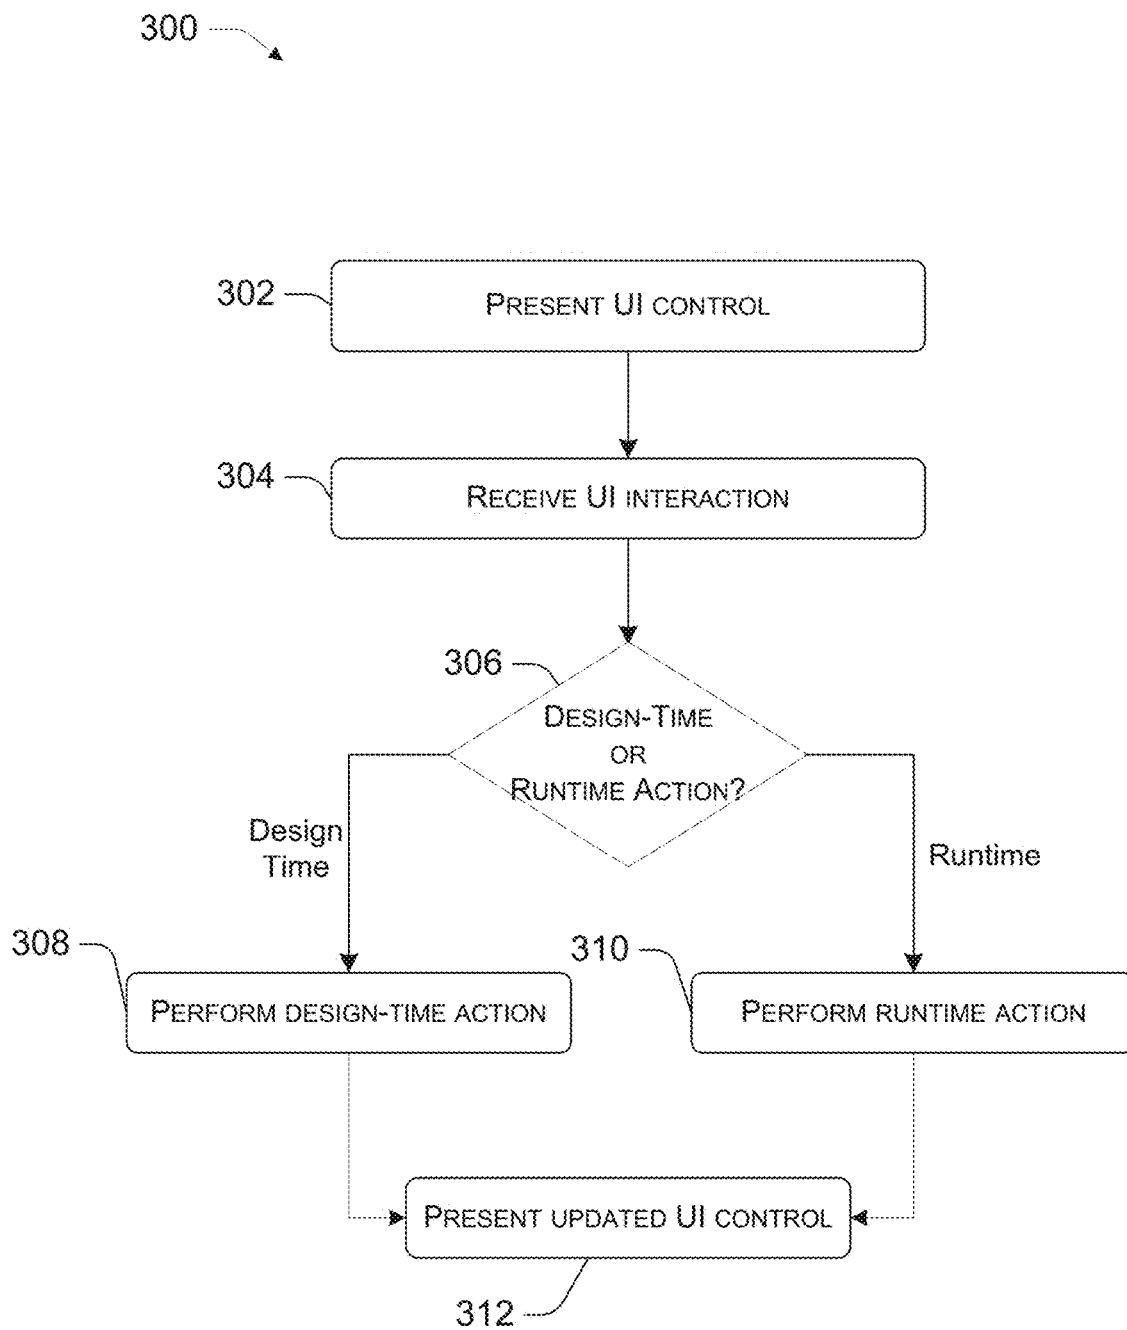 300
302
PRESENT UI CONTROL
304
RECEIVE UI INTERACTION
306
DESIGN-TIME
OR
RUNTIME ACTION?
Design
Time
Runtime
308
310
PERFORM DESIGN-TIME ACTION
PERFORM RUNTIME ACTION
PRESENT UPDATED UI CONTROL
312